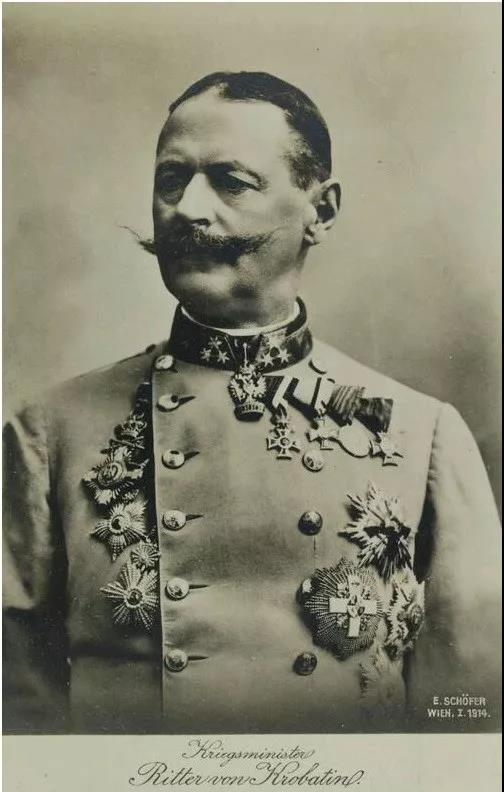 E. SCHÖFER
WIEN. I. 1914.
Kriegsminister
Ritter von Krobatin.